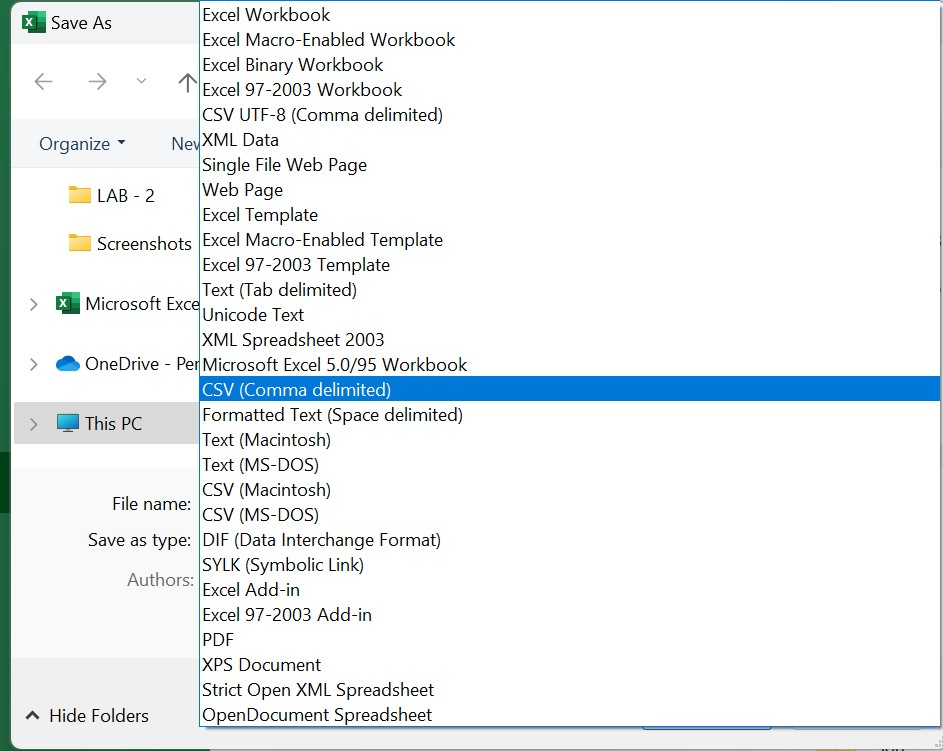 Save As
Organize
New
LAB - 2
Screenshots
Microsoft Exce
OneDrive - Per
This PC
File name:
Save as type:
Authors:
Hide Folders
Excel Workbook
Excel Macro-Enabled Workbook
Excel Binary Workbook
Excel 97-2003 Workbook
CSV UTF-8 (Comma delimited)
XML Data
Single File Web Page
Web Page
Excel Template
Excel Macro-Enabled Template
Excel 97-2003 Template
Text (Tab delimited)
Unicode Text
XML Spreadsheet 2003
Microsoft Excel 5.0/95 Workbook
CSV (Comma delimited)
Formatted Text (Space delimited)
Text (Macintosh)
Text (MS-DOS)
CSV (Macintosh)
CSV (MS-DOS)
DIF (Data Interchange Format)
SYLK (Symbolic Link)
Excel Add-in
Excel 97-2003 Add-in
PDF
XPS Document
Strict Open XML Spreadsheet
OpenDocument Spreadsheet